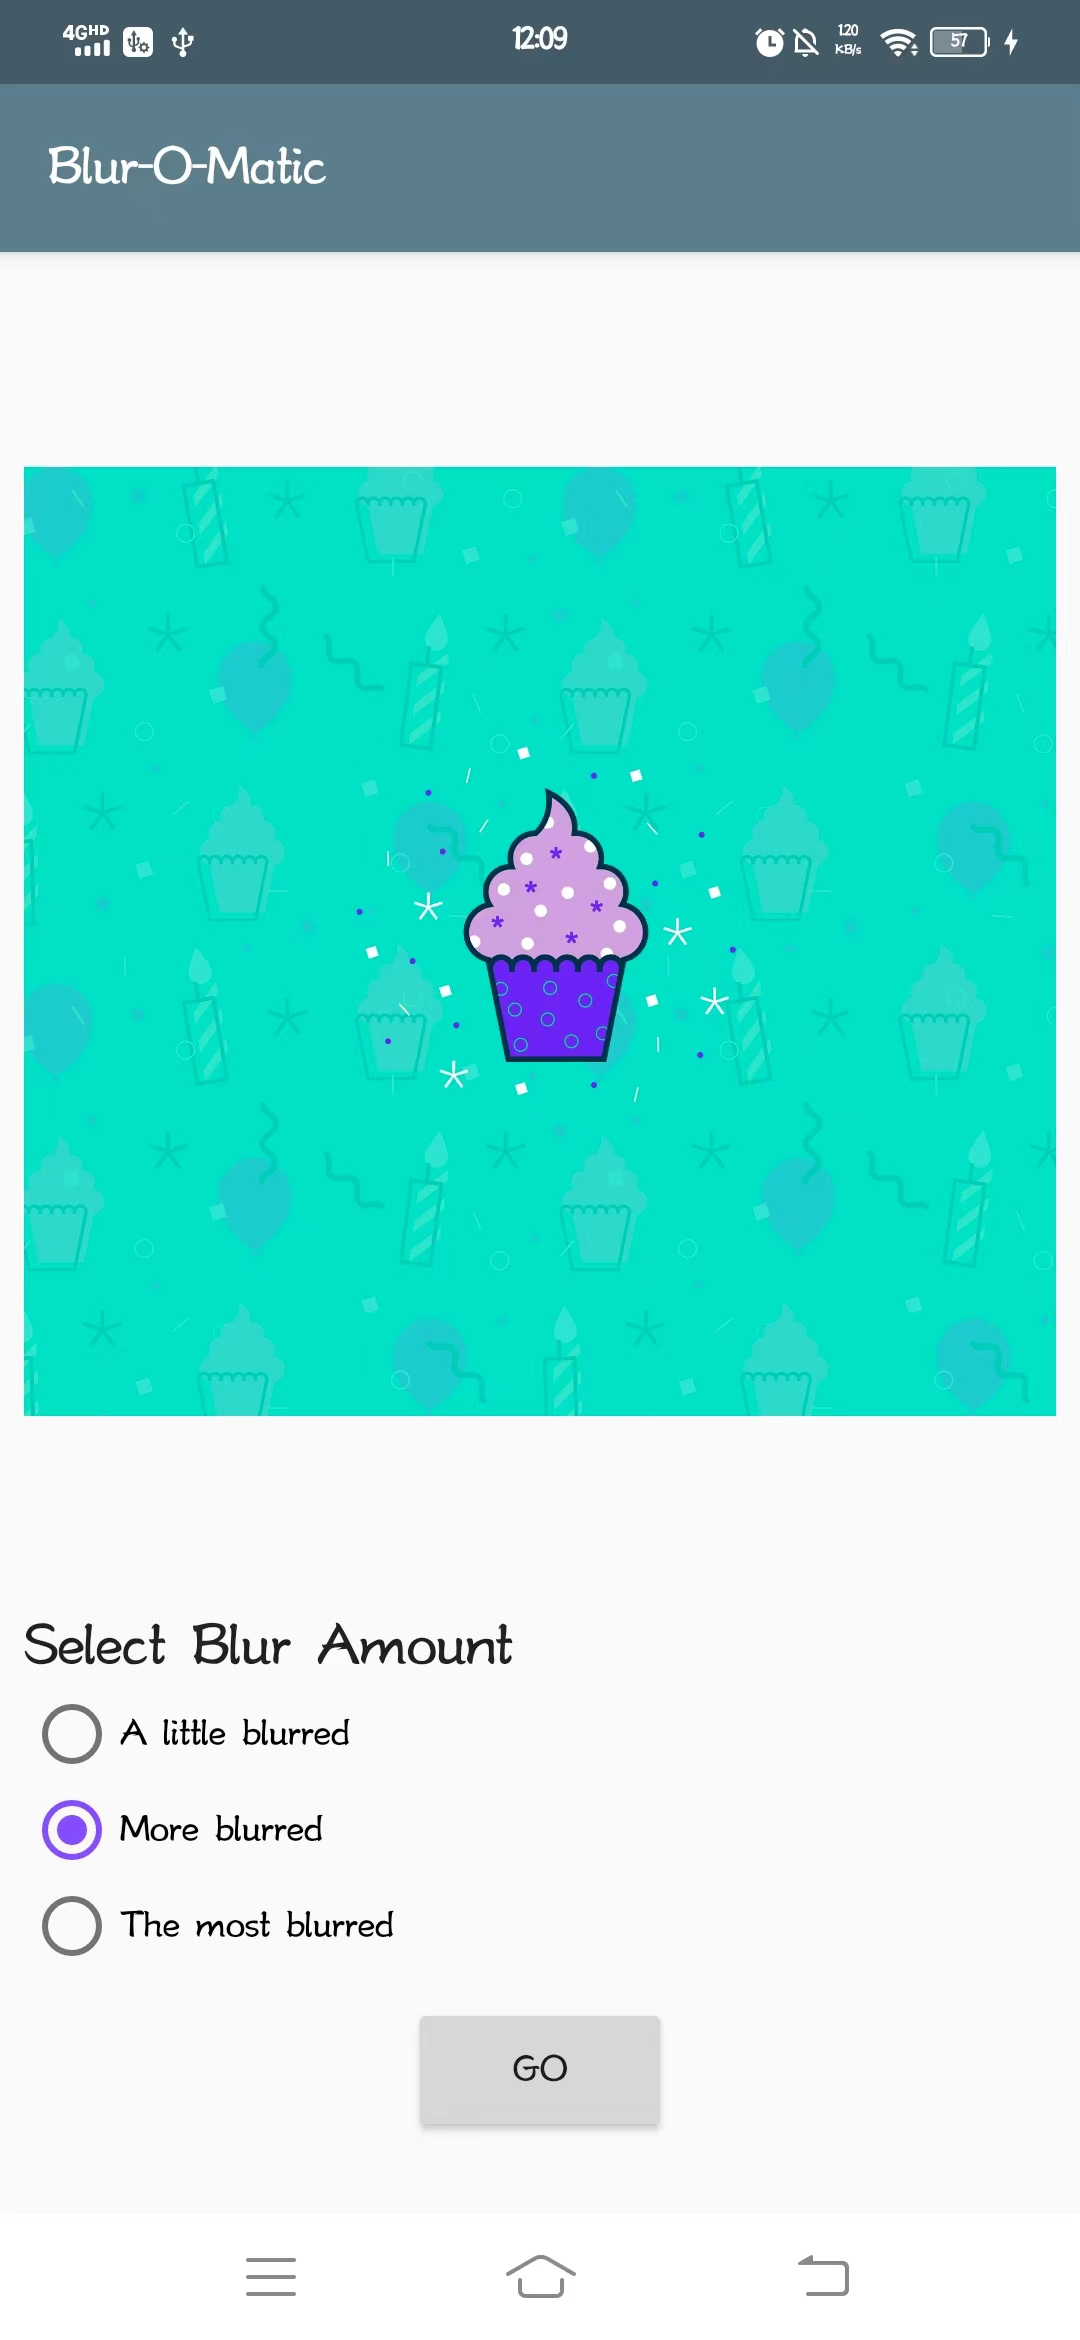 4GHD
12:09
120
KB/s
57
Blur-O-Matic
Select Blur Amount
A little blurred
More blurred
The most blurred
GO